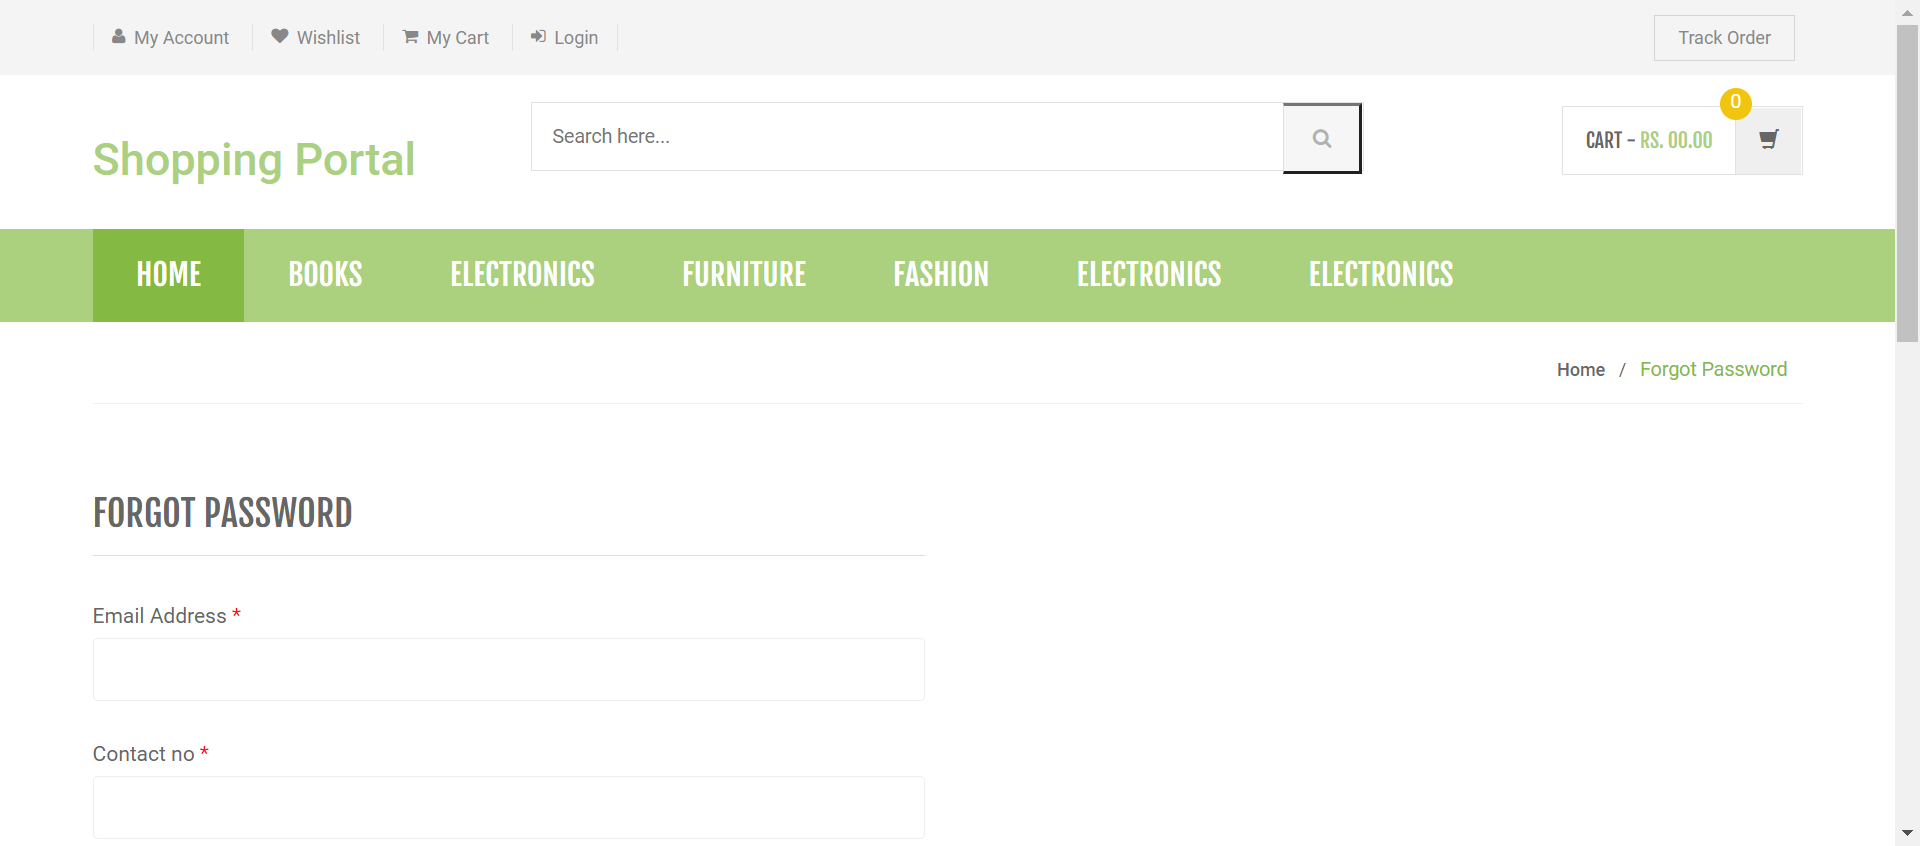 My Account
Wishlist
My Cart
Login
Track Order
Shopping Portal
Search here...
CART - RS. 00.00
0
HOME
BOOKS
ELECTRONICS
FURNITURE
FASHION
ELECTRONICS
ELECTRONICS
Home / Forgot Password
FORGOT PASSWORD
Email Address *
Contact no *